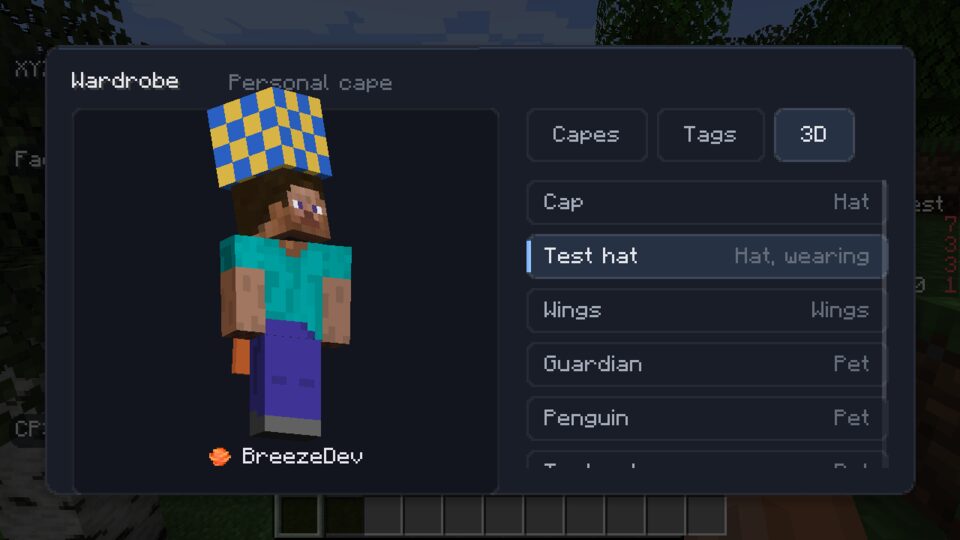 Wardrobe
Personal cape
Capes
Tags
3D
Cap
Hat
Test hat
Hat, wearing
Wings
Wings
Guardian
Pet
Penguin
Pet
BreezeDev